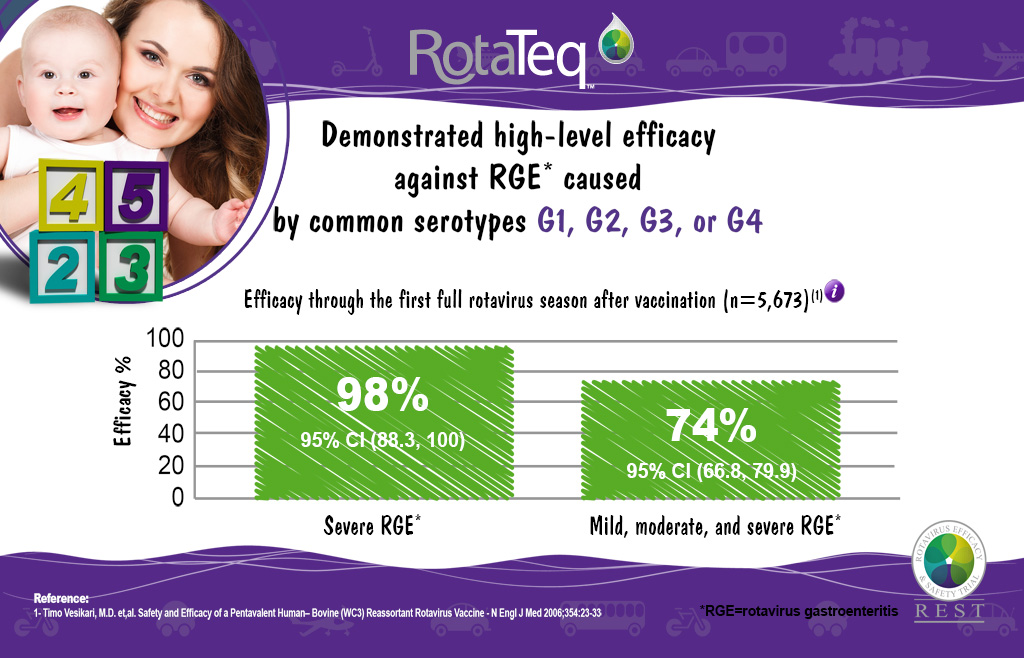 RotaTeq™
Demonstrated high-level efficacy
against RGE* caused
by common serotypes G1, G2, G3, or G4
4 5
2 3
Efficacy through the first full rotavirus season after vaccination (n=5,673)(1) i
Efficacy %
100
80
60
40
20
0
98%
95% CI (88.3, 100)
74%
95% CI (66.8, 79.9)
Severe RGE*
Mild, moderate, and severe RGE*
ROTAVIRUS EFFICACY
& SAFETY TRIAL
REST
Reference:
1- Timo Vesikari, M.D. et,al. Safety and Efficacy of a Pentavalent Human– Bovine (WC3) Reassortant Rotavirus Vaccine - N Engl J Med 2006;354:23-33
*RGE=rotavirus gastroenteritis